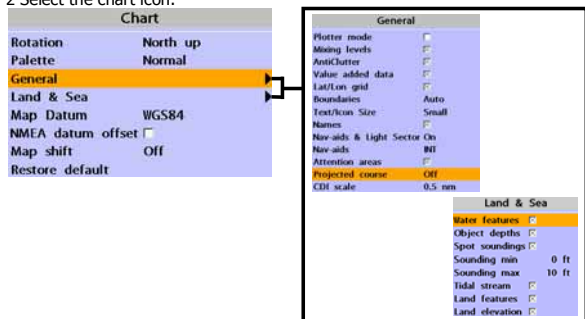 2 Select the chart icon:
Chart
Rotation North up
Palette Normal
General
Land & Sea
Map Datum WGS84
NMEA datum offset
Map shift Off
Restore default
General
Plotter mode
Mixing levels
AntiClutter
Value added data
Lat/Lon grid
Boundaries Auto
Text/Icon Size Small
Names
Nav-aids & Light Sector On
Nav-aids INT
Attention areas
Projected course Off
CDI scale 0.5 nm
Land & Sea
Water features
Object depths
Spot soundings
Sounding min 0 ft
Sounding max 10 ft
Tidal stream
Land features
Land elevation